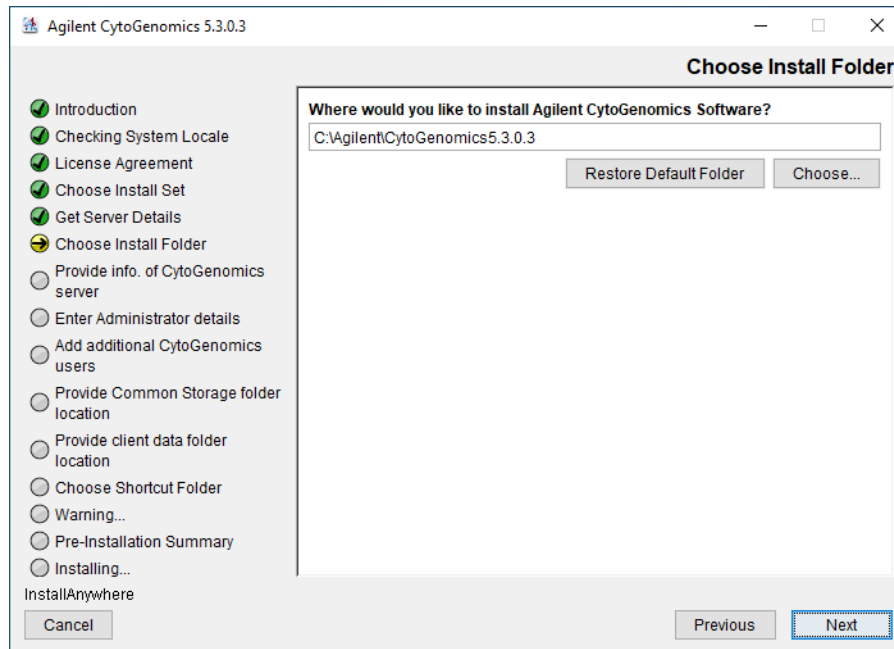 Agilent CytoGenomics 5.3.0.3
Choose Install Folder
Introduction
Checking System Locale
License Agreement
Choose Install Set
Get Server Details
Choose Install Folder
Provide info. of CytoGenomics
server
Enter Administrator details
Add additional CytoGenomics
users
Provide Common Storage folder
location
Provide client data folder
location
Choose Shortcut Folder
Warning...
Pre-Installation Summary
Installing...
Where would you like to install Agilent CytoGenomics Software?
C:\Agilent\CytoGenomics5.3.0.3
Restore Default Folder
Choose...
InstallAnywhere
Cancel
Previous
Next